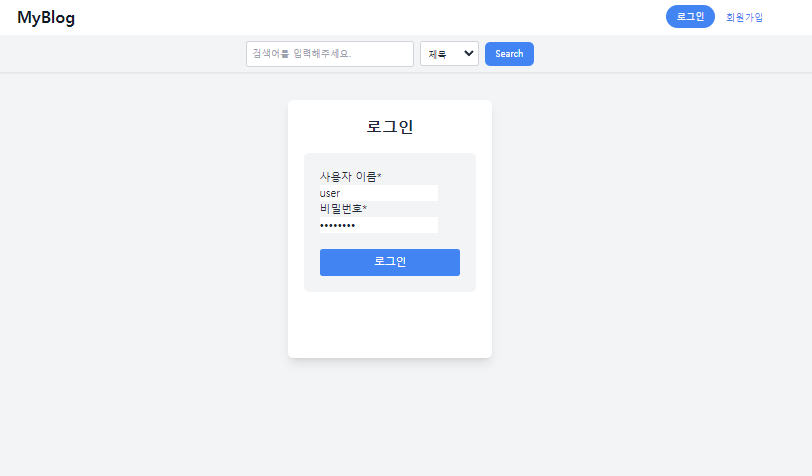 MyBlog
로그인 회원가입
검색어를 입력해주세요. 제목 Search
로그인
사용자 이름*
user
비밀번호*
••••••••
로그인